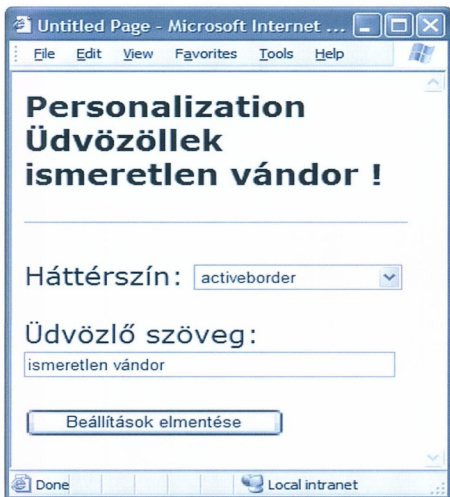 Untitled Page - Microsoft Internet ...
File Edit View Favorites Tools Help
Personalization
Üdvözöllek
ismeretlen vándor !
Háttérszín: activeborder
Üdvözlő szöveg:
ismeretlen vándor
Beállítások elmentése
Done Local intranet